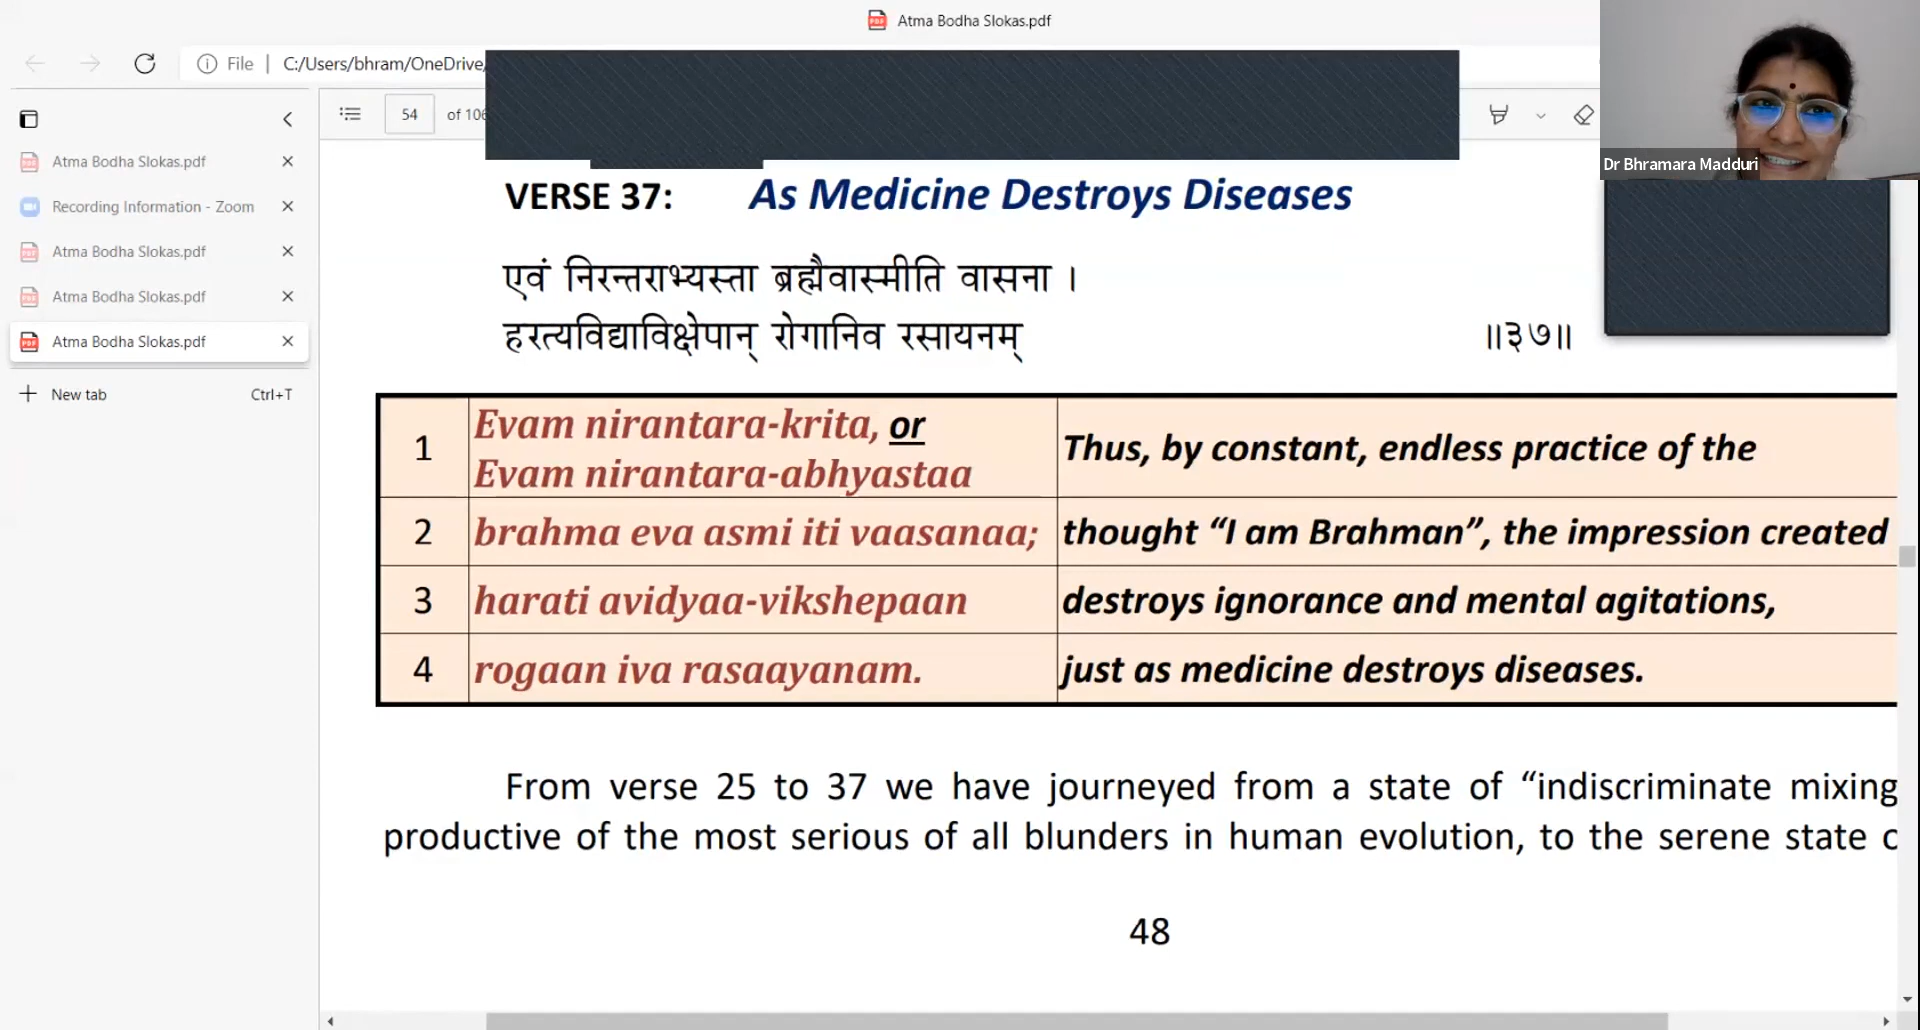 Atma Bodha Slokas.pdf
File | C:/Users/bhram/OneDrive/
54 of 106
Atma Bodha Slokas.pdf
Recording Information - Zoom
Atma Bodha Slokas.pdf
Atma Bodha Slokas.pdf
Atma Bodha Slokas.pdf
New tab Ctrl+T
Dr Bhramara Madduri
VERSE 37: As Medicine Destroys Diseases
एवं निरन्तराभ्यस्ता ब्रह्मैवास्मीति वासना ।
हरत्यविद्याविक्षेपान् रोगानिव रसायनम् ॥३७॥
1 Evam nirantara-krita, or
Evam nirantara-abhyastaa
Thus, by constant, endless practice of the
2 brahma eva asmi iti vaasanaa; thought “I am Brahman”, the impression created
3 harati avidyaa-vikshepaan destroys ignorance and mental agitations,
4 rogaan iva rasaayanam. just as medicine destroys diseases.
From verse 25 to 37 we have journeyed from a state of “indiscriminate mixing
productive of the most serious of all blunders in human evolution, to the serene state
48